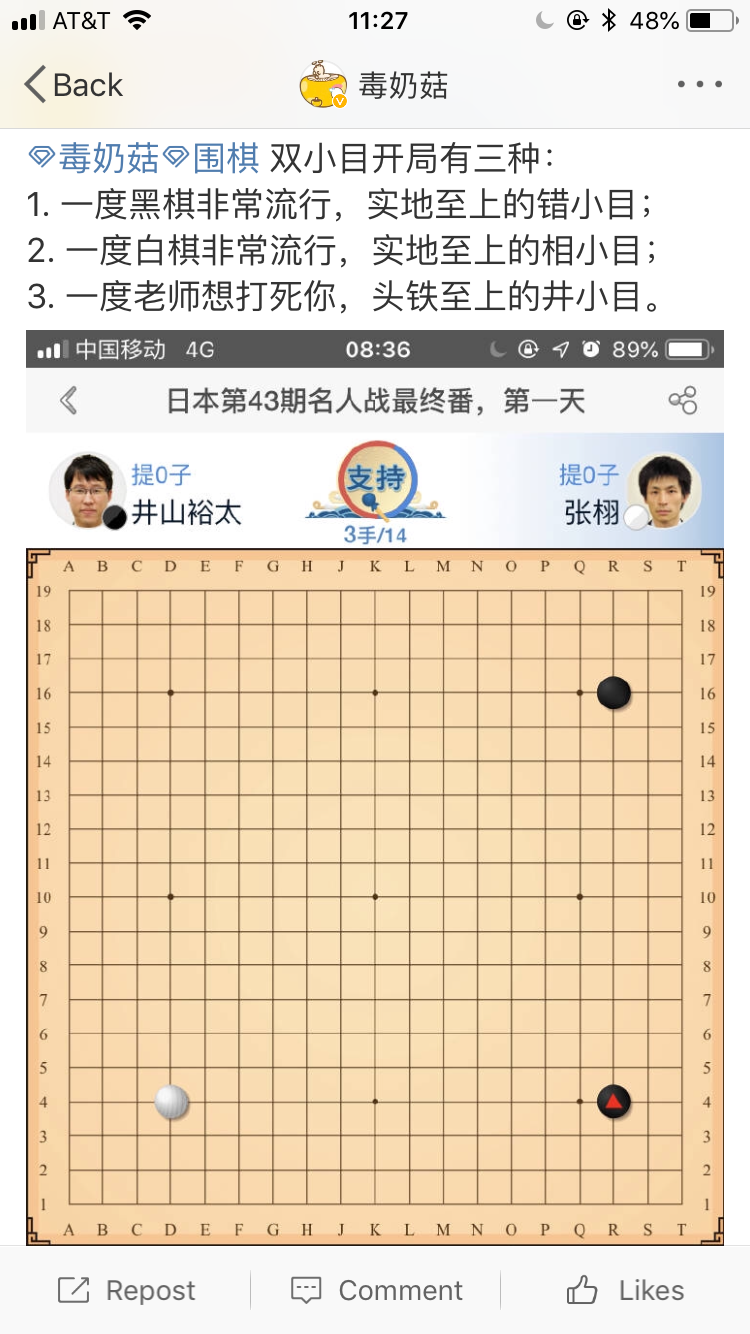 AT&T 11:27 48%
Back 毒奶菇
毒奶菇 围棋 双小目开局有三种：
1. 一度黑棋非常流行，实地至上的错小目；
2. 一度白棋非常流行，实地至上的相小目；
3. 一度老师想打死你，头铁至上的井小目。
中国移动 4G 08:36 89%
日本第43期名人战最终番，第一天
提0子 支持 提0子
井山裕太 张栩
3手/14
A B C D E F G H J K L M N O P Q R S T
19 19
18 18
17 17
16 16
15 15
14 14
13 13
12 12
11 11
10 10
9 9
8 8
7 7
6 6
5 5
4 4
3 3
2 2
1 1
A B C D E F G H J K L M N O P Q R S T
Repost Comment Likes